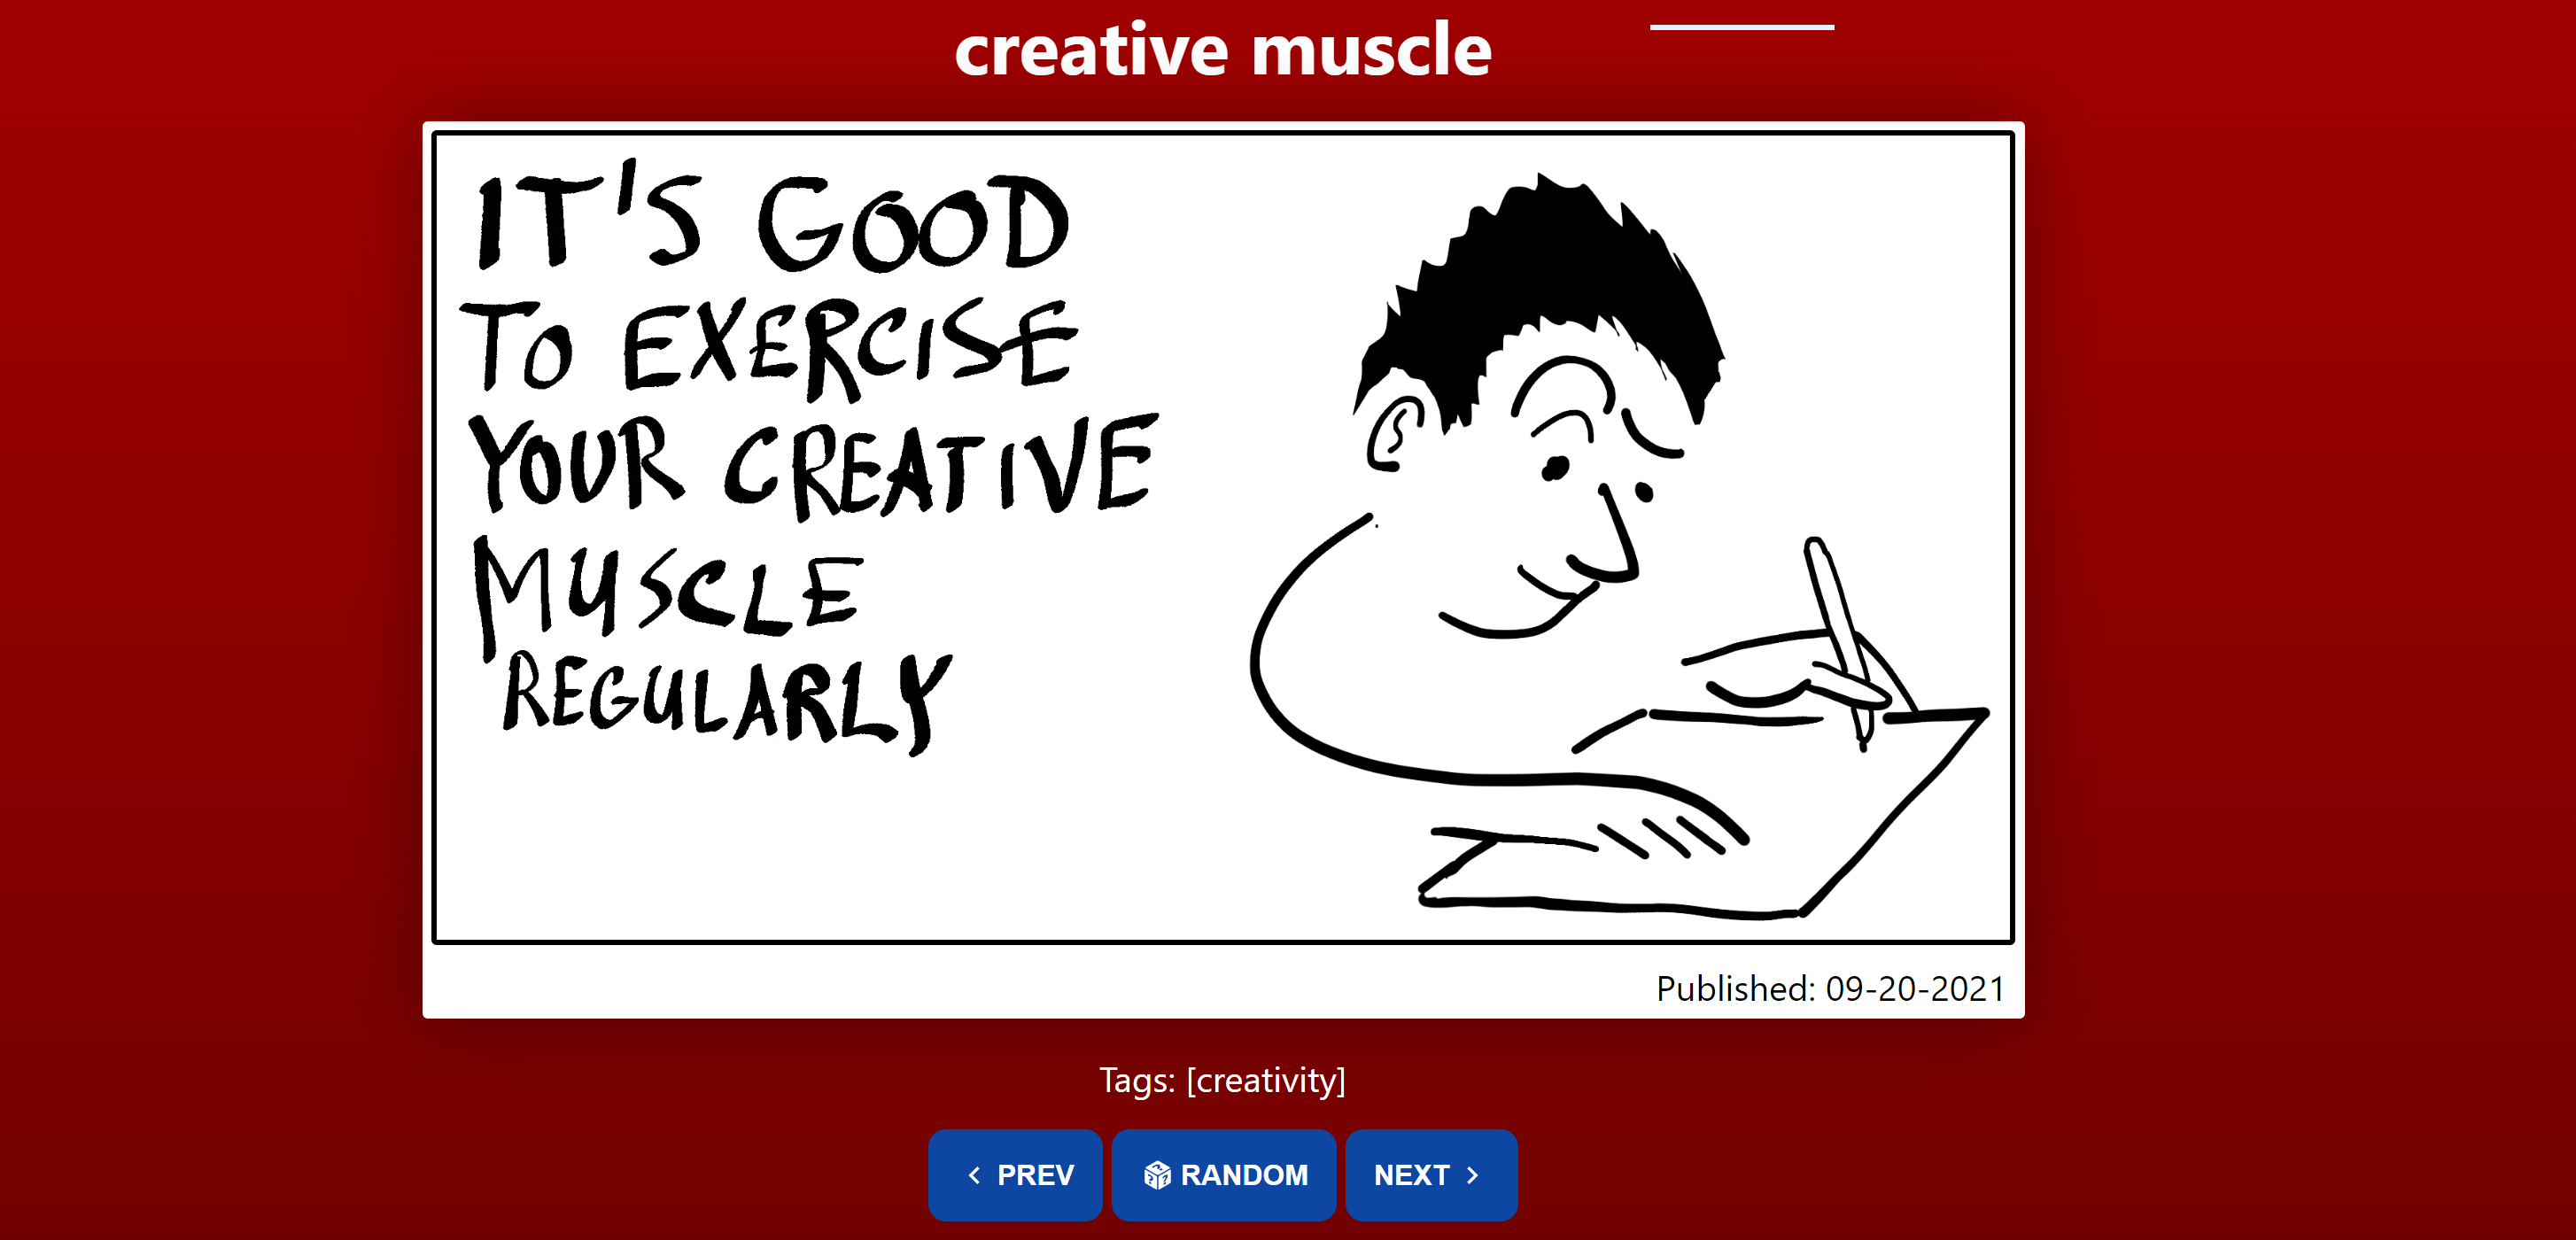 creative muscle
IT'S GOOD
TO EXERCISE
YOUR CREATIVE
MUSCLE
REGULARLY
Published: 09-20-2021
Tags: [creativity]
PREV
RANDOM
NEXT